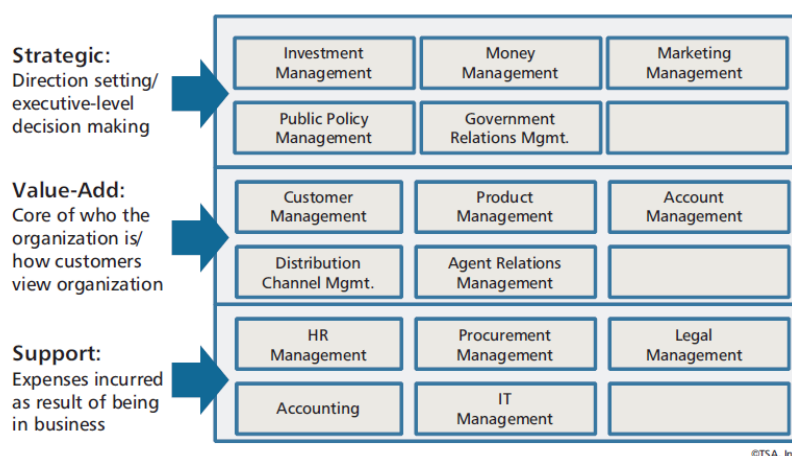 Strategic:
Direction setting/
executive-level
decision making
Investment
Management
Money
Management
Marketing
Management
Public Policy
Management
Government
Relations Mgmt.
Value-Add:
Core of who the
organization is/
how customers
view organization
Customer
Management
Product
Management
Account
Management
Distribution
Channel Mgmt.
Agent Relations
Management
Support:
Expenses incurred
as result of being
in business
HR
Management
Procurement
Management
Legal
Management
Accounting
IT
Management
©TSA, In